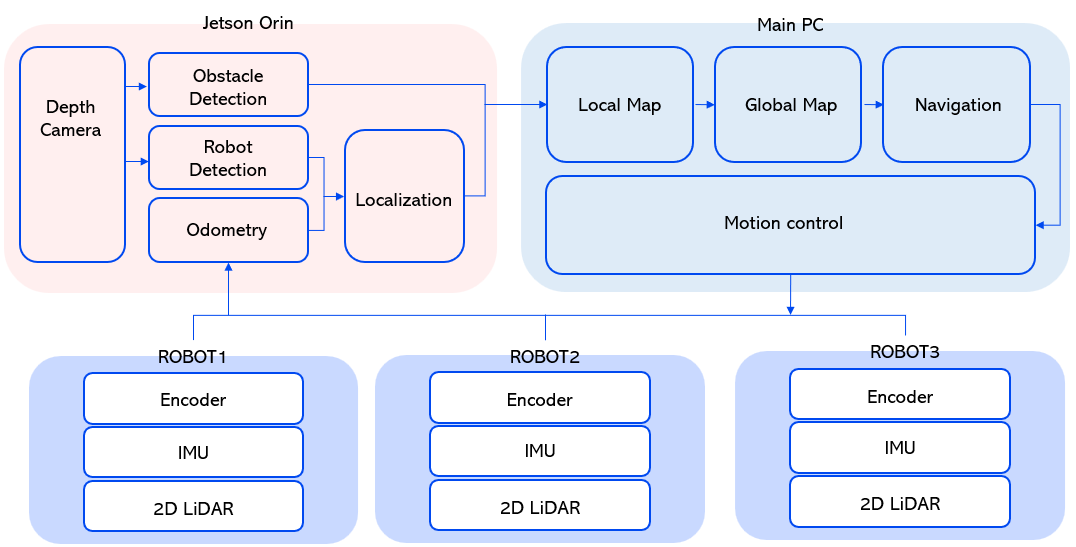 Jetson Orin
Depth
Camera
Obstacle
Detection
Robot
Detection
Odometry
Localization
Main PC
Local Map
Global Map
Navigation
Motion control
ROBOT1
Encoder
IMU
2D LiDAR
ROBOT2
Encoder
IMU
2D LiDAR
ROBOT3
Encoder
IMU
2D LiDAR